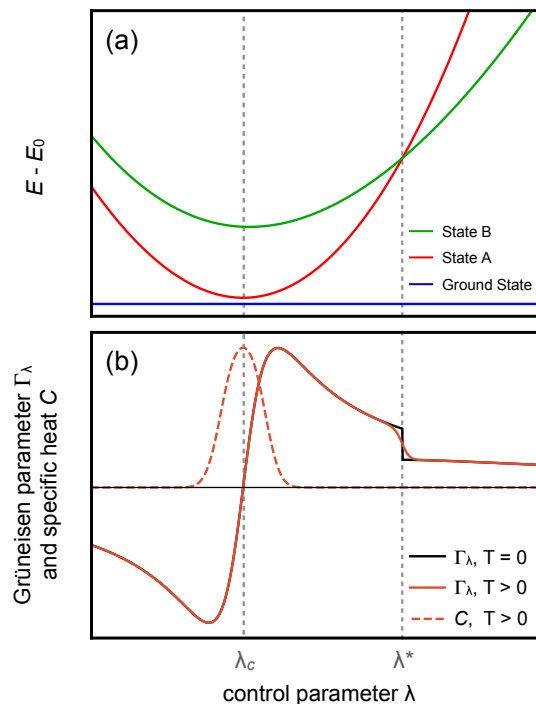 (a)
E - E₀
State B
State A
Ground State
(b)
Grüneisen parameter Γλ
and specific heat C
Γλ, T = 0
Γλ, T > 0
C, T > 0
λc
λ*
control parameter λ